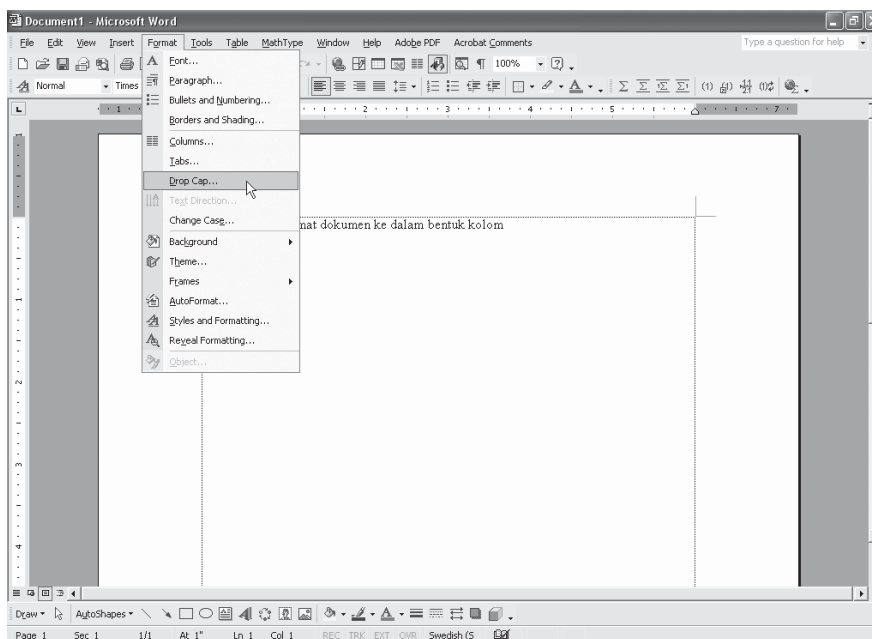 Document1 - Microsoft Word
File Edit View Insert Format Tools Table MathType Window Help Adobe PDF Acrobat Comments Type a question for help
100%
Normal Times
Font...
Paragraph...
Bullets and Numbering...
Borders and Shading...
Columns...
Tabs...
Drop Cap...
Text Direction...
Change Case...
mat dokumen ke dalam bentuk kolom
Background
Theme...
Frames
AutoFormat...
Styles and Formatting...
Reveal Formatting...
Object...
Draw AutoShapes
Page 1 Sec 1 1/1 At 1" Ln 1 Col 1 REC TRK EXT OVR Swedish (S